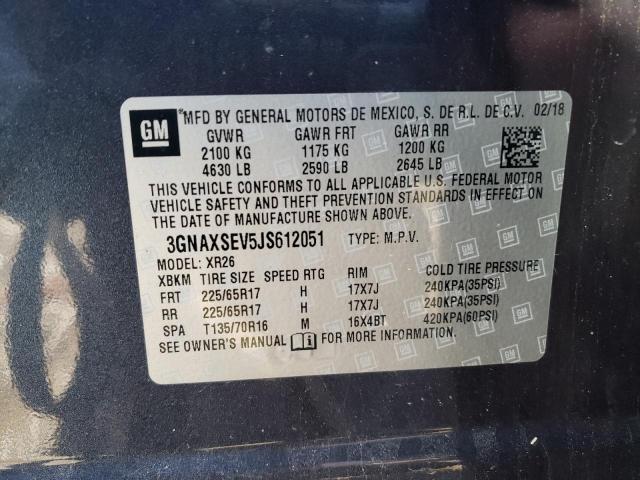 GM
*MFD BY GENERAL MOTORS DE MEXICO, S. DE R.L. DE C.V. 02/18
GVWR GAWR FRT GAWR RR
2100 KG 1175 KG 1200 KG
4630 LB 2590 LB 2645 LB
THIS VEHICLE CONFORMS TO ALL APPLICABLE U.S. FEDERAL MOTOR
VEHICLE SAFETY AND THEFT PREVENTION STANDARDS IN EFFECT ON
THE DATE OF MANUFACTURE SHOWN ABOVE.
3GNAXSEV5JS612051 TYPE: M.P.V.
MODEL: XR26
XBKM TIRE SIZE SPEED RTG RIM COLD TIRE PRESSURE
FRT 225/65R17 H 17X7J 240KPA(35PSI)
RR 225/65R17 H 17X7J 240KPA(35PSI)
SPA T135/70R16 M 16X4BT 420KPA(60PSI)
SEE OWNER'S MANUAL FOR MORE INFORMATION.